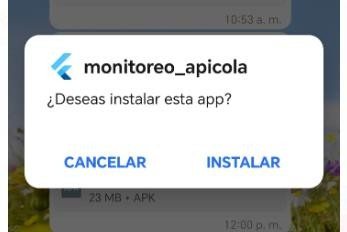 10:53 a. m.
monitoreo_apicola
¿Deseas instalar esta app?
CANCELAR
INSTALAR
23 MB • APK
12:00 p. m.